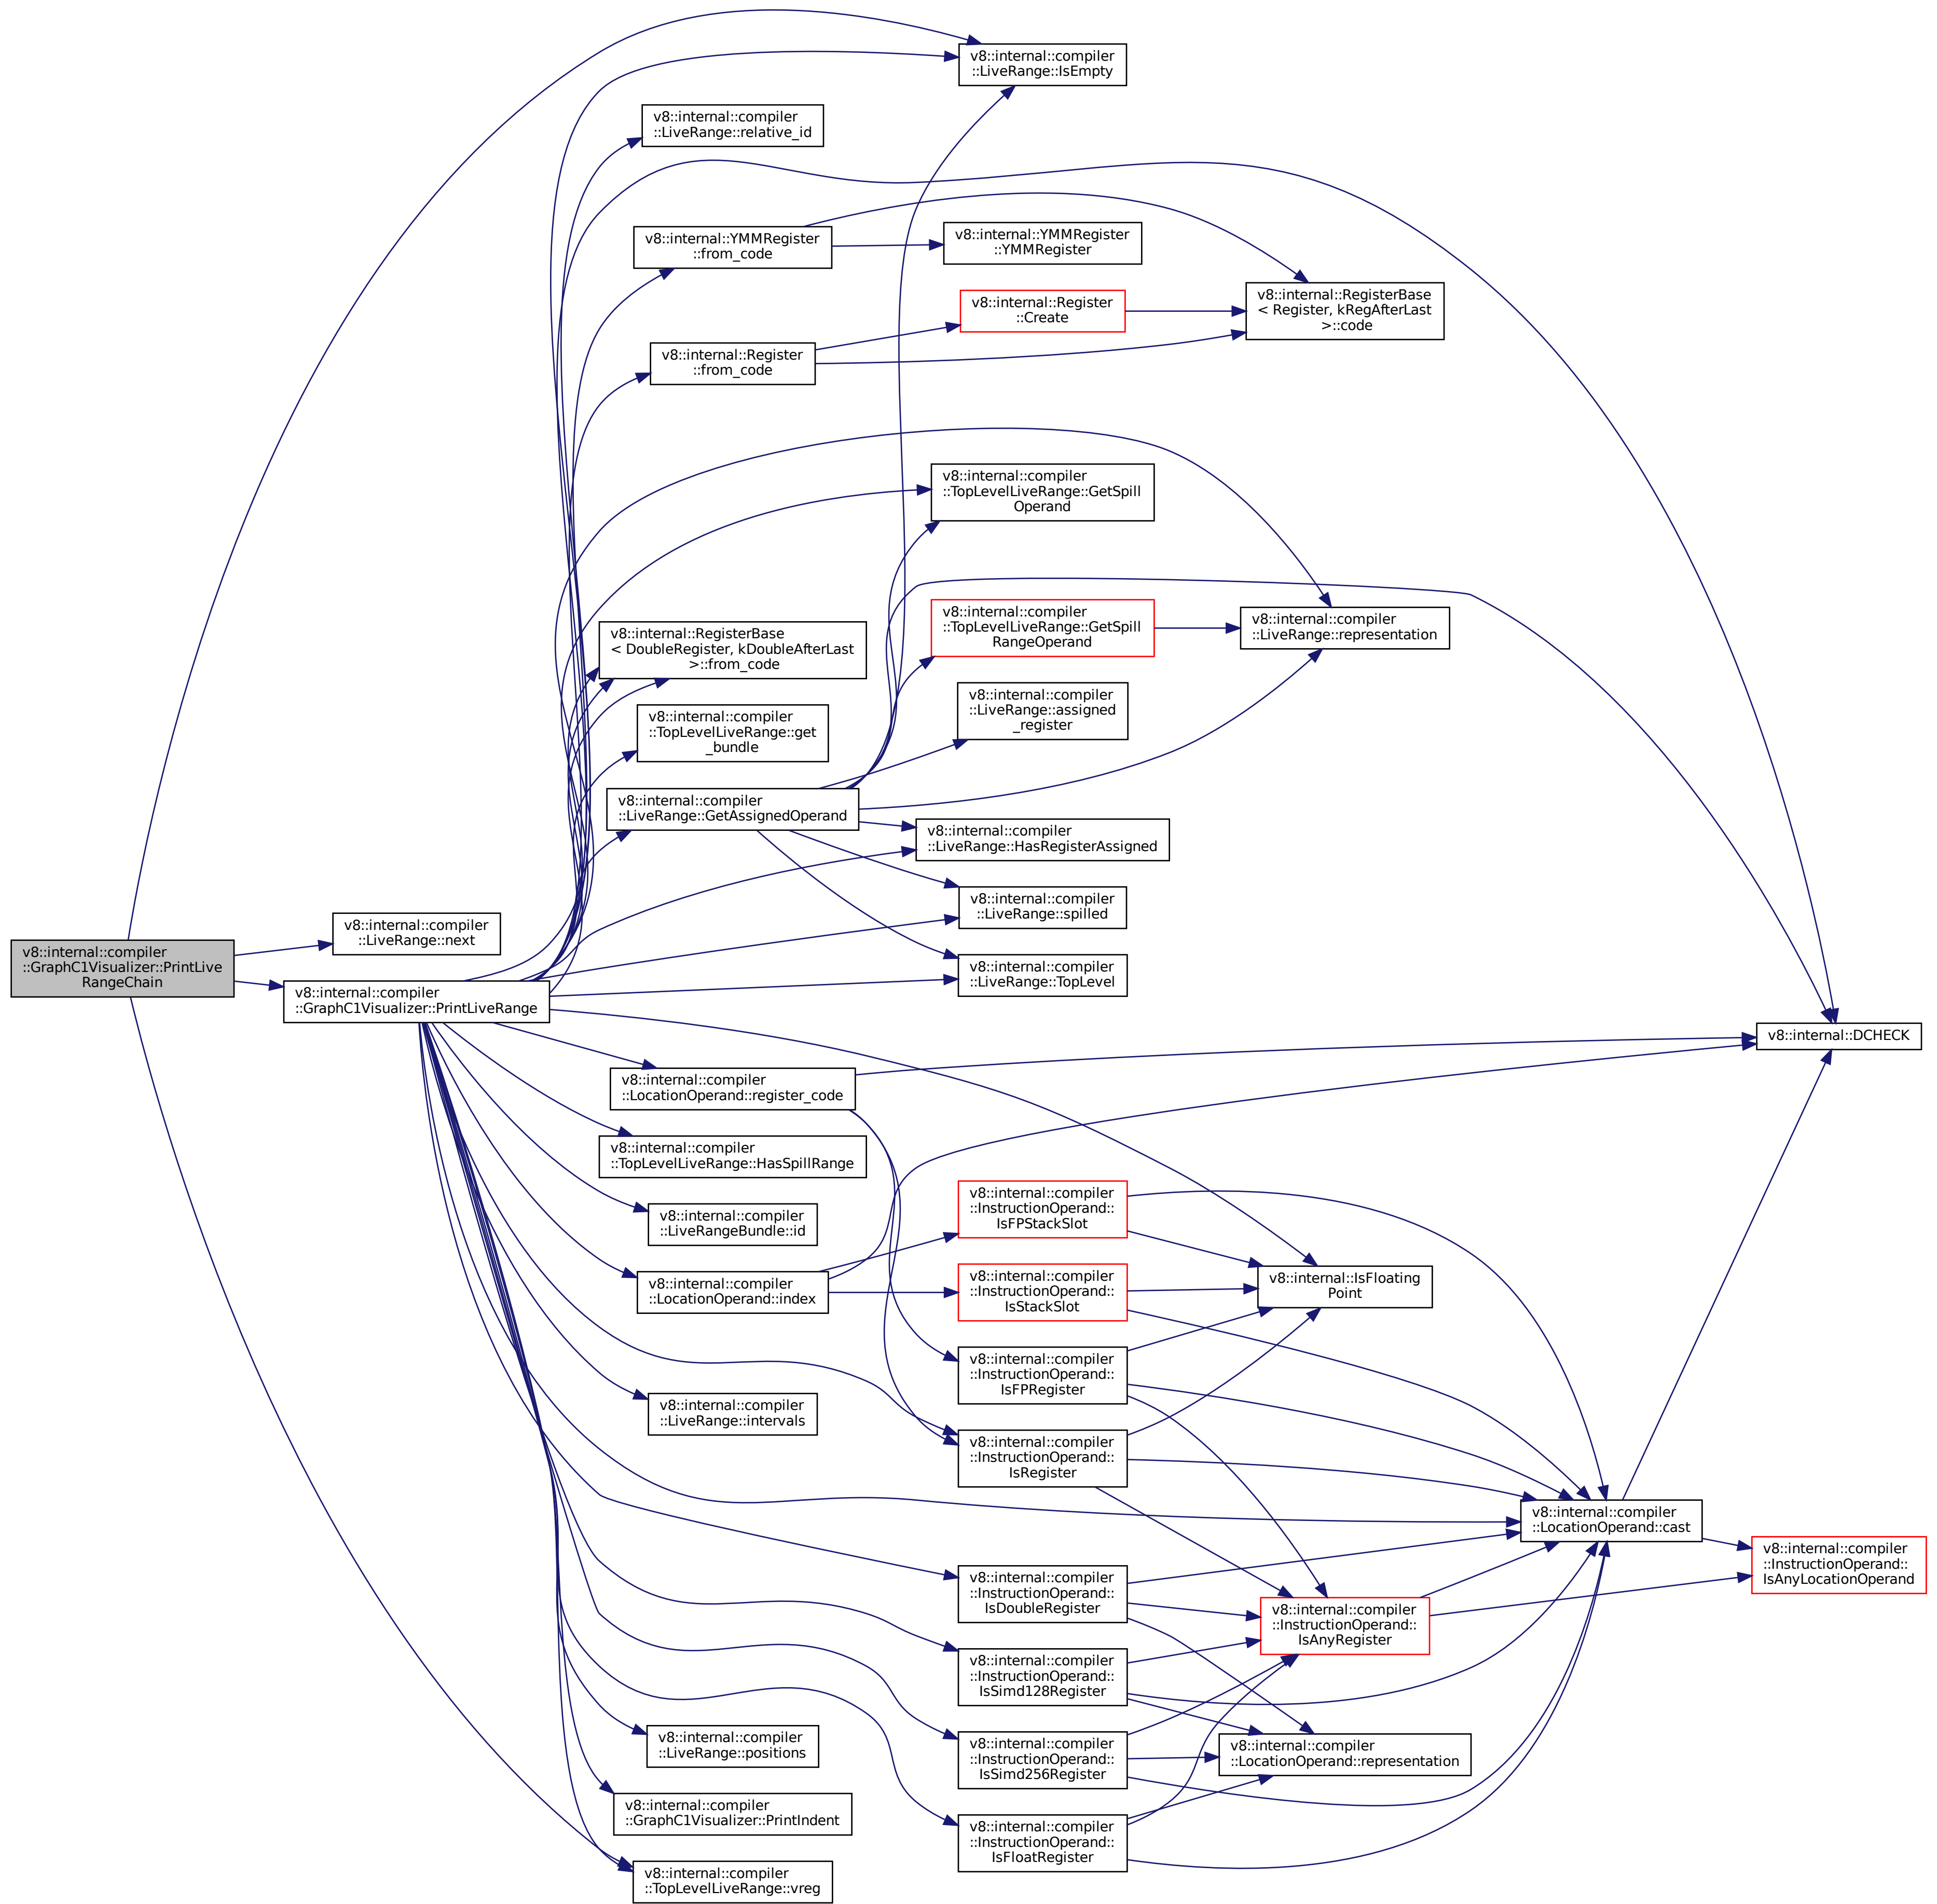 v8::internal::compiler
::GraphC1Visualizer::PrintLive
RangeChain
v8::internal::compiler
::LiveRange::next
v8::internal::compiler
::GraphC1Visualizer::PrintLiveRange
v8::internal::compiler
::LiveRange::IsEmpty
v8::internal::compiler
::LiveRange::relative_id
v8::internal::YMMRegister
::from_code
v8::internal::YMMRegister
::YMMRegister
v8::internal::Register
::Create
v8::internal::RegisterBase
< Register, kRegAfterLast
>::code
v8::internal::Register
::from_code
v8::internal::compiler
::TopLevelLiveRange::GetSpill
Operand
v8::internal::compiler
::TopLevelLiveRange::GetSpill
RangeOperand
v8::internal::compiler
::LiveRange::representation
v8::internal::RegisterBase
< DoubleRegister, kDoubleAfterLast
>::from_code
v8::internal::compiler
::LiveRange::assigned
_register
v8::internal::compiler
::TopLevelLiveRange::get
_bundle
v8::internal::compiler
::LiveRange::GetAssignedOperand
v8::internal::compiler
::LiveRange::HasRegisterAssigned
v8::internal::compiler
::LiveRange::spilled
v8::internal::compiler
::LiveRange::TopLevel
v8::internal::DCHECK
v8::internal::compiler
::LocationOperand::register_code
v8::internal::compiler
::TopLevelLiveRange::HasSpillRange
v8::internal::compiler
::LiveRangeBundle::id
v8::internal::compiler
::LocationOperand::index
v8::internal::compiler
::InstructionOperand::
IsFPStackSlot
v8::internal::compiler
::InstructionOperand::
IsStackSlot
v8::internal::IsFloating
Point
v8::internal::compiler
::InstructionOperand::
IsFPRegister
v8::internal::compiler
::LiveRange::intervals
v8::internal::compiler
::InstructionOperand::
IsRegister
v8::internal::compiler
::LocationOperand::cast
v8::internal::compiler
::InstructionOperand::
IsAnyLocationOperand
v8::internal::compiler
::InstructionOperand::
IsDoubleRegister
v8::internal::compiler
::InstructionOperand::
IsAnyRegister
v8::internal::compiler
::InstructionOperand::
IsSimd128Register
v8::internal::compiler
::LiveRange::positions
v8::internal::compiler
::InstructionOperand::
IsSimd256Register
v8::internal::compiler
::LocationOperand::representation
v8::internal::compiler
::GraphC1Visualizer::PrintIndent
v8::internal::compiler
::InstructionOperand::
IsFloatRegister
v8::internal::compiler
::TopLevelLiveRange::vreg